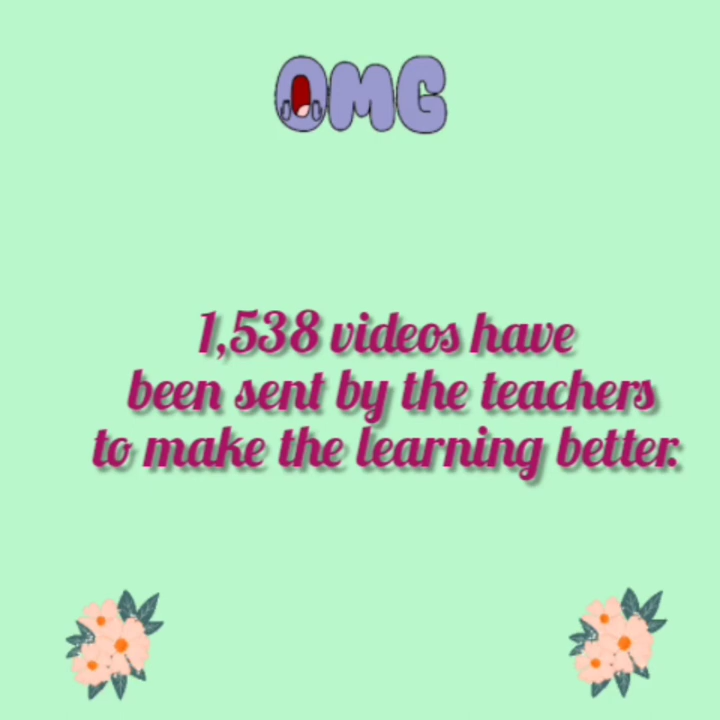 OMG
1,538 videos have
been sent by the teachers
to make the learning better.